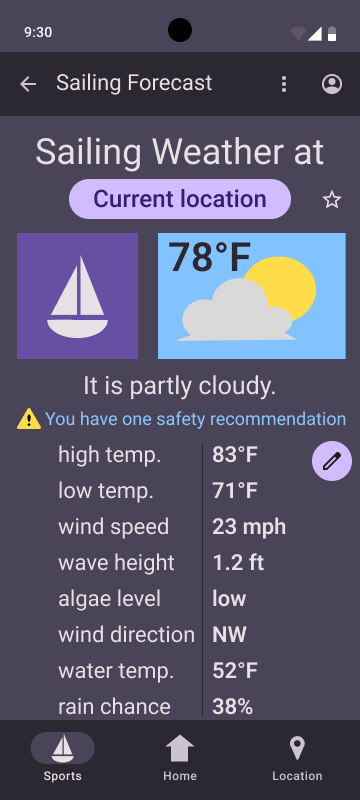 9:30
Sailing Forecast
Sailing Weather at
Current location
78°F
It is partly cloudy.
You have one safety recommendation
high temp. 83°F
low temp. 71°F
wind speed 23 mph
wave height 1.2 ft
algae level low
wind direction NW
water temp. 52°F
rain chance 38%
Sports Home Location